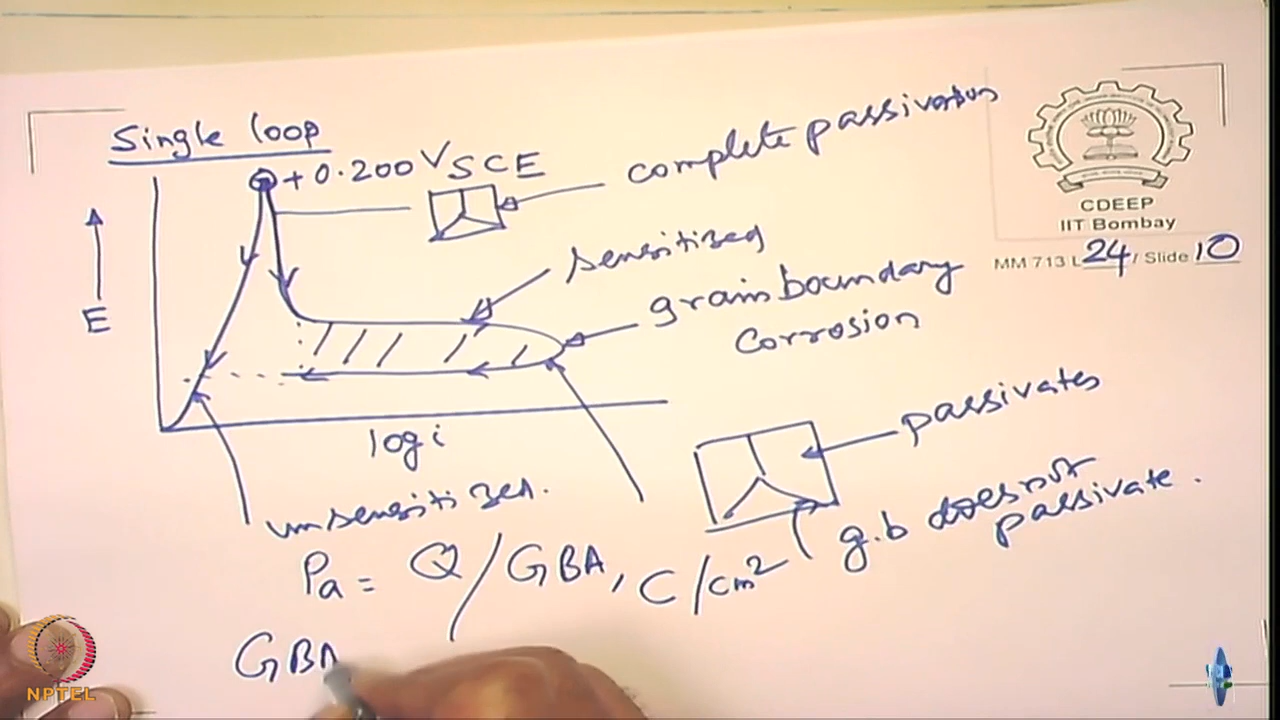 Single loop
+0.200 V SCE
complete passivation
CDEEP
IIT Bombay
MM 713 L 24 / Slide 10
sensitized
grain boundary
corrosion
E
log i
passivates
unsensitized.
g.b does not
passivate.
Pa = Q/GBA, C/cm²
GBA
NPTEL